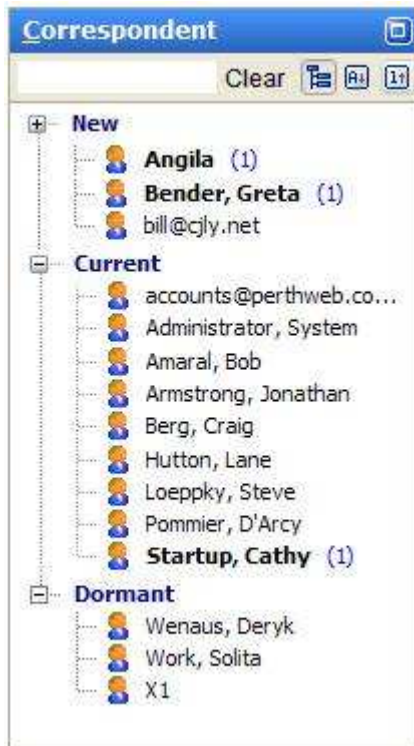 Correspondent
Clear
New
Angila (1)
Bender, Greta (1)
bill@cjly.net
Current
accounts@perthweb.co...
Administrator, System
Amaral, Bob
Armstrong, Jonathan
Berg, Craig
Hutton, Lane
Loeppky, Steve
Pommier, D'Arcy
Startup, Cathy (1)
Dormant
Wenaus, Deryk
Work, Solita
X1